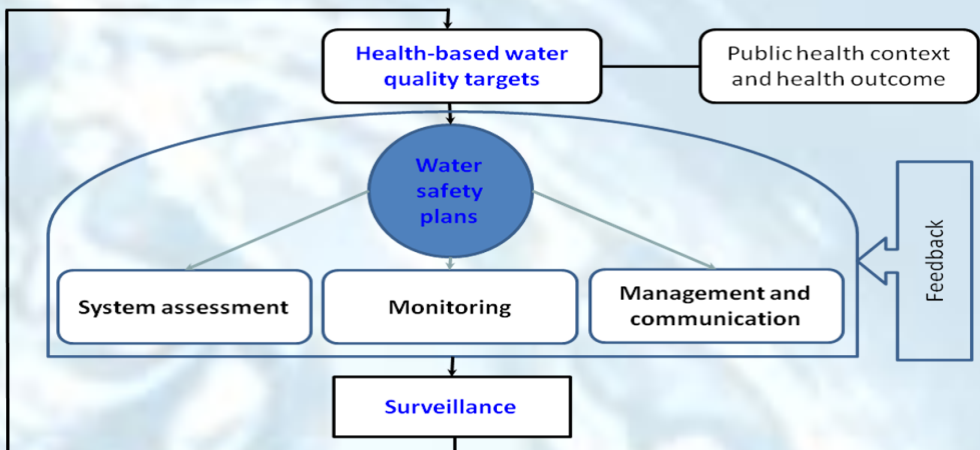 Health-based water
quality targets
Public health context
and health outcome
Water
safety
plans
System assessment
Monitoring
Management and
communication
Feedback
Surveillance